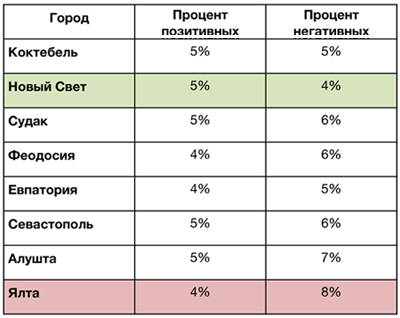 Город Процент Процент
позитивных негативных
Коктебель 5% 5%
Новый Свет 5% 4%
Судак 5% 6%
Феодосия 4% 6%
Евпатория 4% 5%
Севастополь 5% 6%
Алушта 5% 7%
Ялта 4% 8%